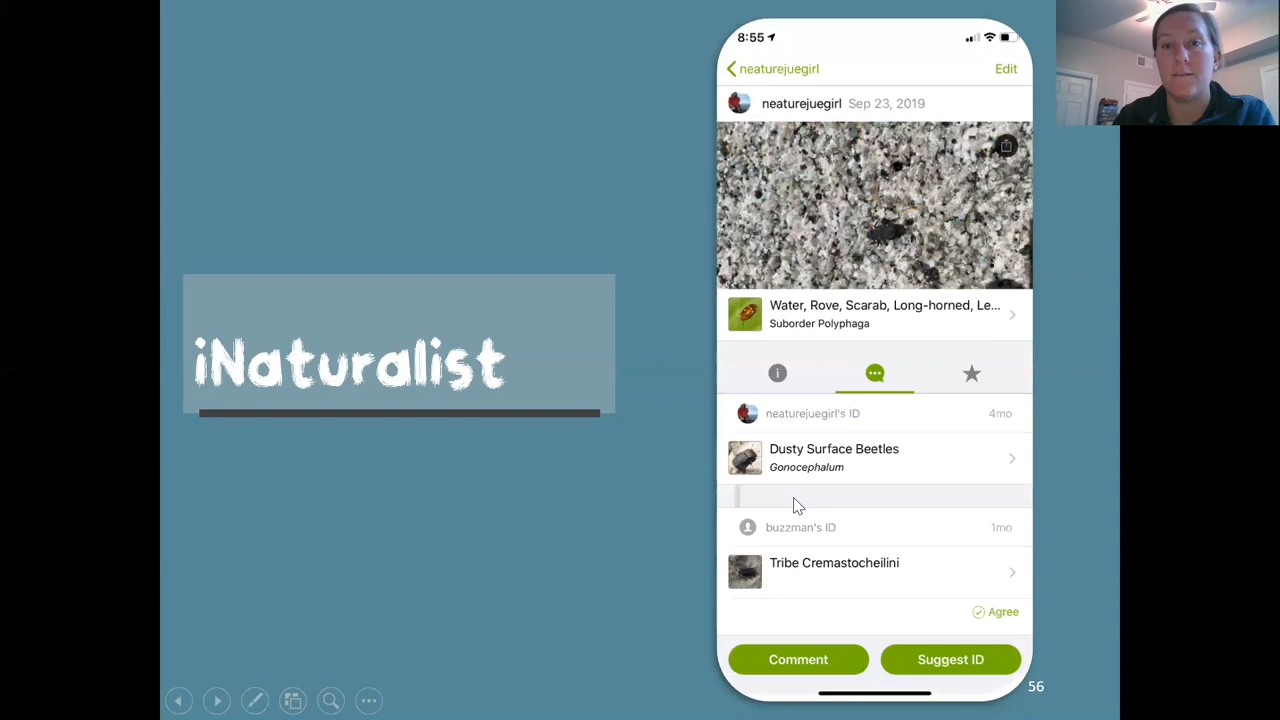 iNaturalist
8:55
neaturejuegirl
Edit
neaturejuegirl Sep 23, 2019
Water, Rove, Scarab, Long-horned, Le...
Suborder Polyphaga
neaturejuegirl's ID 4mo
Dusty Surface Beetles
Gonocephalum
buzzman's ID 1mo
Tribe Cremastocheilini
Agree
Comment
Suggest ID
56